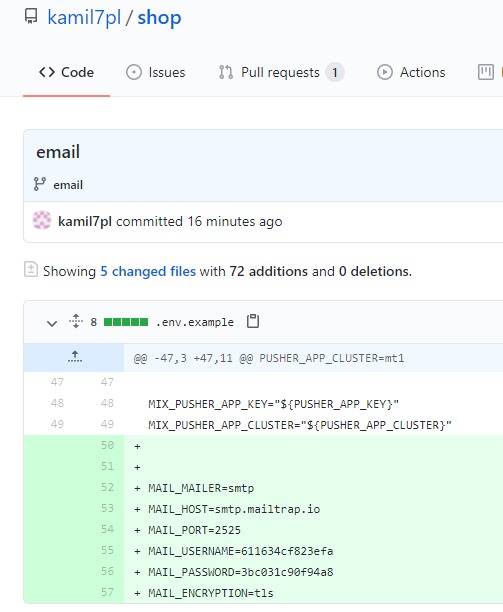 kamil7pl / shop
<> Code Issues Pull requests 1 Actions
email
email
kamil7pl committed 16 minutes ago
Showing 5 changed files with 72 additions and 0 deletions.
8 .env.example
@@ -47,3 +47,11 @@ PUSHER_APP_CLUSTER=mt1
47 47
48 48 MIX_PUSHER_APP_KEY="${PUSHER_APP_KEY}"
49 49 MIX_PUSHER_APP_CLUSTER="${PUSHER_APP_CLUSTER}"
50 +
51 +
52 + MAIL_MAILER=smtp
53 + MAIL_HOST=smtp.mailtrap.io
54 + MAIL_PORT=2525
55 + MAIL_USERNAME=611634cf823efa
56 + MAIL_PASSWORD=3bc031c90f94a8
57 + MAIL_ENCRYPTION=tls